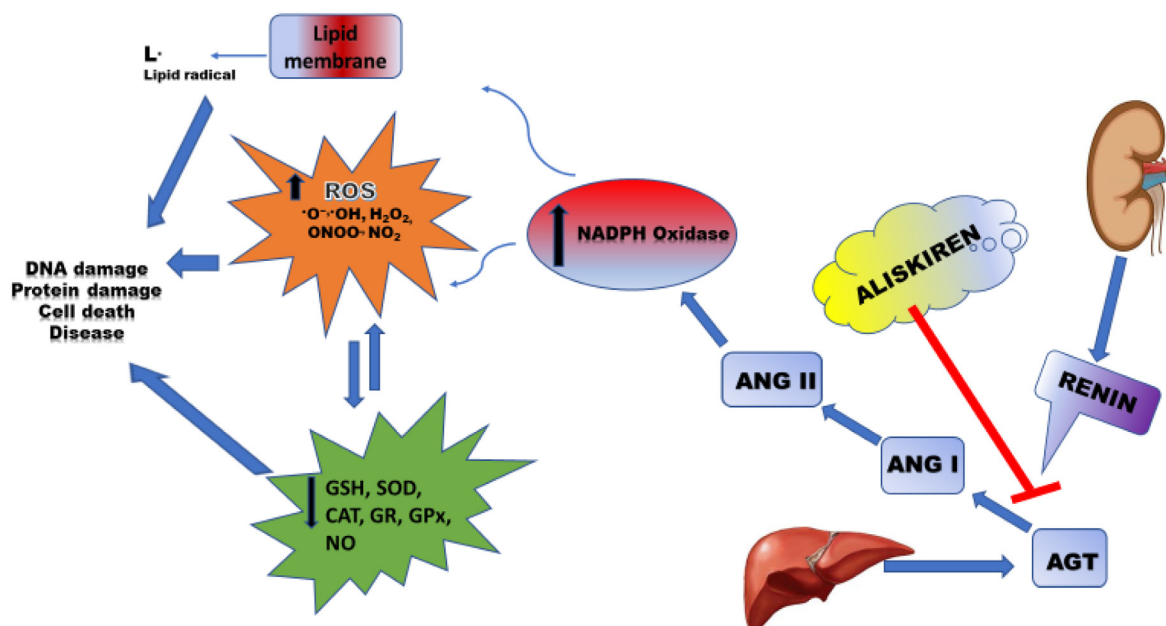 Lipid
membrane
L·
Lipid radical
ROS
·O⁻,·OH, H₂O₂,
ONOO-, NO₂
NADPH Oxidase
ALISKIREN
RENIN
DNA damage
Protein damage
Cell death
Disease
ANG II
ANG I
GSH, SOD,
CAT, GR, GPx,
NO
AGT